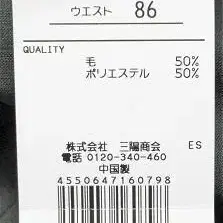 ウエスト 86
QUALITY
毛 50%
ポリエステル 50%
株式会社 三陽商会 ES
電話 0120-340-460
中国製
4550647160798